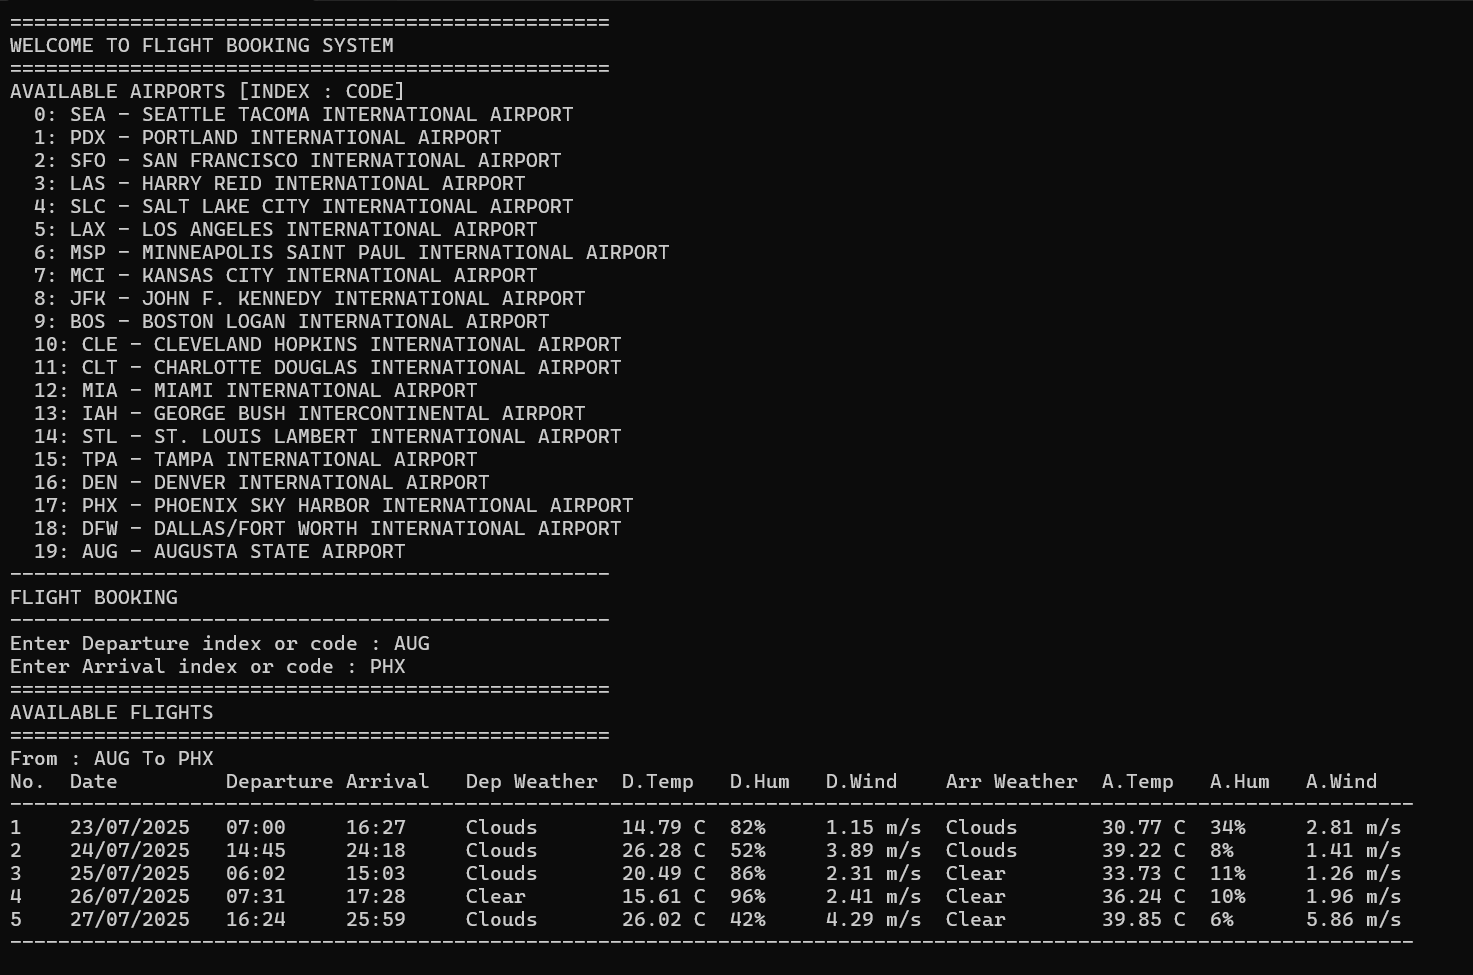 ==================================================
WELCOME TO FLIGHT BOOKING SYSTEM
==================================================
AVAILABLE AIRPORTS [INDEX : CODE]
  0: SEA - SEATTLE TACOMA INTERNATIONAL AIRPORT
  1: PDX - PORTLAND INTERNATIONAL AIRPORT
  2: SFO - SAN FRANCISCO INTERNATIONAL AIRPORT
  3: LAS - HARRY REID INTERNATIONAL AIRPORT
  4: SLC - SALT LAKE CITY INTERNATIONAL AIRPORT
  5: LAX - LOS ANGELES INTERNATIONAL AIRPORT
  6: MSP - MINNEAPOLIS SAINT PAUL INTERNATIONAL AIRPORT
  7: MCI - KANSAS CITY INTERNATIONAL AIRPORT
  8: JFK - JOHN F. KENNEDY INTERNATIONAL AIRPORT
  9: BOS - BOSTON LOGAN INTERNATIONAL AIRPORT
  10: CLE - CLEVELAND HOPKINS INTERNATIONAL AIRPORT
  11: CLT - CHARLOTTE DOUGLAS INTERNATIONAL AIRPORT
  12: MIA - MIAMI INTERNATIONAL AIRPORT
  13: IAH - GEORGE BUSH INTERCONTINENTAL AIRPORT
  14: STL - ST. LOUIS LAMBERT INTERNATIONAL AIRPORT
  15: TPA - TAMPA INTERNATIONAL AIRPORT
  16: DEN - DENVER INTERNATIONAL AIRPORT
  17: PHX - PHOENIX SKY HARBOR INTERNATIONAL AIRPORT
  18: DFW - DALLAS/FORT WORTH INTERNATIONAL AIRPORT
  19: AUG - AUGUSTA STATE AIRPORT
--------------------------------------------------
FLIGHT BOOKING
--------------------------------------------------
Enter Departure index or code : AUG
Enter Arrival index or code : PHX
==================================================
AVAILABLE FLIGHTS
==================================================
From : AUG To PHX
No.  Date         Departure Arrival   Dep Weather  D.Temp   D.Hum   D.Wind    Arr Weather  A.Temp   A.Hum   A.Wind
---------------------------------------------------------------------------------------------------------------------
1    23/07/2025   07:00     16:27     Clouds       14.79 C  82%     1.15 m/s  Clouds       30.77 C  34%     2.81 m/s
2    24/07/2025   14:45     24:18     Clouds       26.28 C  52%     3.89 m/s  Clouds       39.22 C  8%      1.41 m/s
3    25/07/2025   06:02     15:03     Clouds       20.49 C  86%     2.31 m/s  Clear        33.73 C  11%     1.26 m/s
4    26/07/2025   07:31     17:28     Clear        15.61 C  96%     2.41 m/s  Clear        36.24 C  10%     1.96 m/s
5    27/07/2025   16:24     25:59     Clouds       26.02 C  42%     4.29 m/s  Clear        39.85 C  6%      5.86 m/s
---------------------------------------------------------------------------------------------------------------------